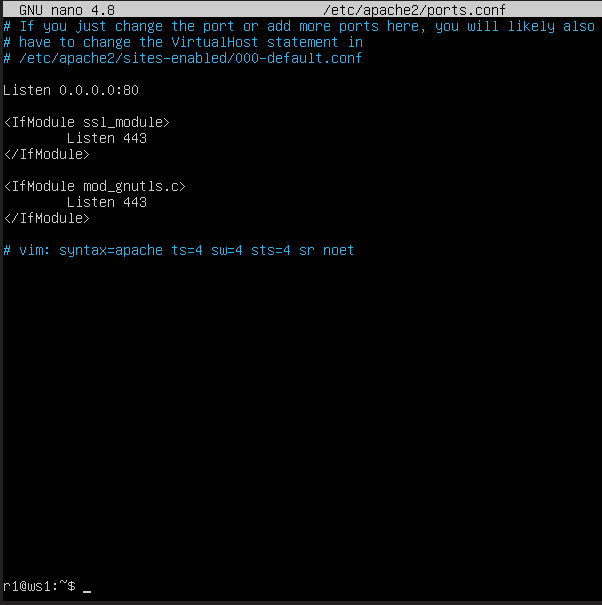 GNU nano 4.8 /etc/apache2/ports.conf
# If you just change the port or add more ports here, you will likely also
# have to change the VirtualHost statement in
# /etc/apache2/sites-enabled/000-default.conf
Listen 0.0.0.0:80
<IfModule ssl_module>
Listen 443
</IfModule>
<IfModule mod_gnutls.c>
Listen 443
</IfModule>
# vim: syntax=apache ts=4 sw=4 sts=4 sr noet
r1@ws1:~$ _